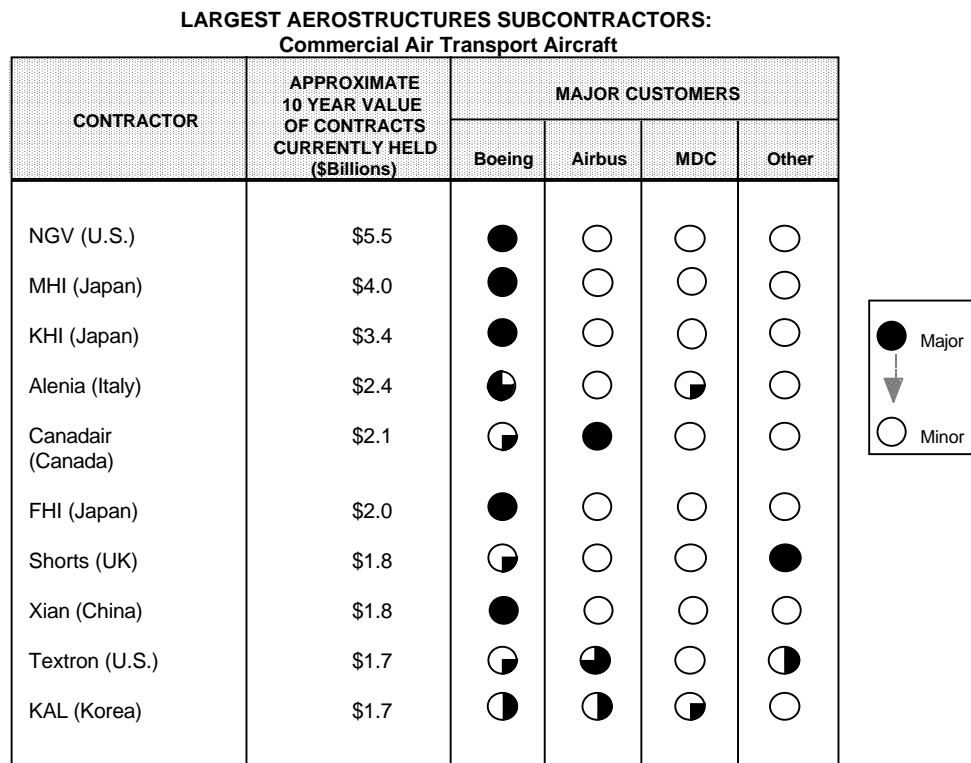 LARGEST AEROSTRUCTURES SUBCONTRACTORS:
Commercial Air Transport Aircraft
CONTRACTOR
APPROXIMATE
10 YEAR VALUE
OF CONTRACTS
CURRENTLY HELD
($Billions)
MAJOR CUSTOMERS
Boeing Airbus MDC Other
NGV (U.S.) $5.5
MHI (Japan) $4.0
KHI (Japan) $3.4
Alenia (Italy) $2.4
Canadair $2.1
(Canada)
FHI (Japan) $2.0
Shorts (UK) $1.8
Xian (China) $1.8
Textron (U.S.) $1.7
KAL (Korea) $1.7
Major
Minor